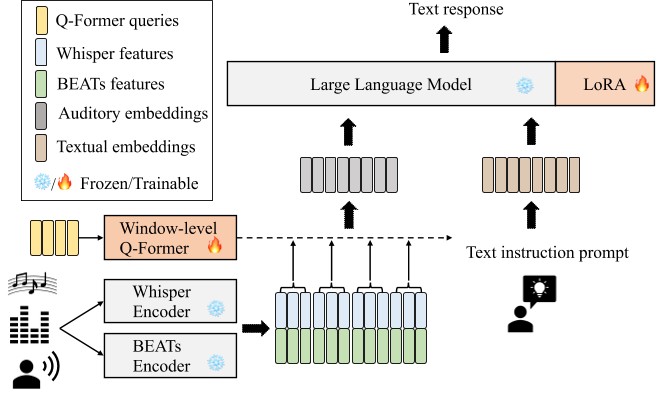 Text response
Q-Former queries
Whisper features
BEATs features
Auditory embeddings
Textual embeddings
/ Frozen/Trainable
Large Language Model
LoRA
Window-level
Q-Former
Text instruction prompt
Whisper
Encoder
BEATs
Encoder